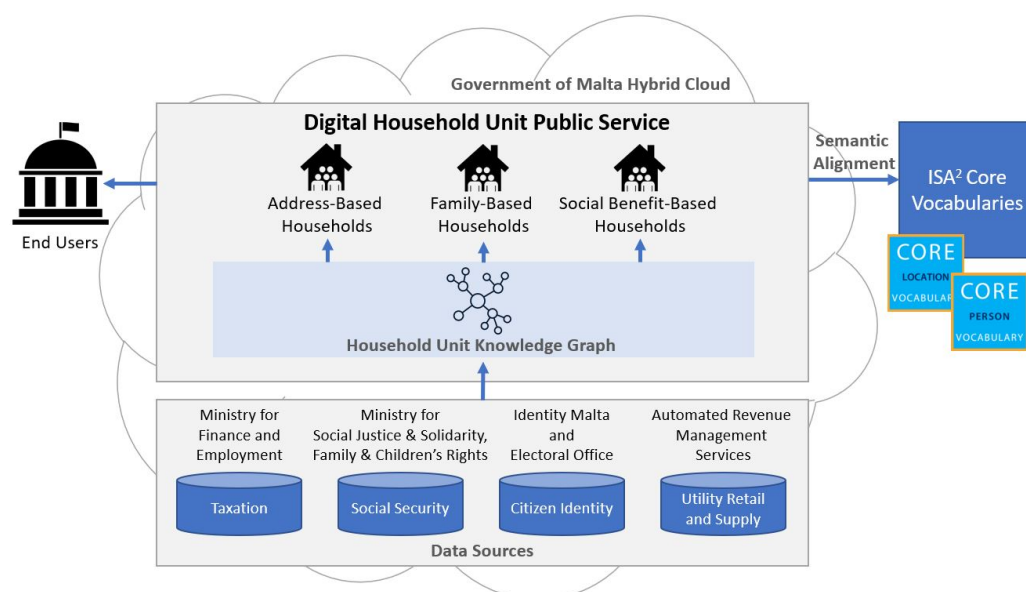 Government of Malta Hybrid Cloud
Digital Household Unit Public Service
Semantic
Alignment
ISA² Core
Vocabularies
End Users
Address-Based
Households
Family-Based
Households
Social Benefit-Based
Households
CORE
LOCATION
VOCABULAR
CORE
PERSON
VOCABULARY
Household Unit Knowledge Graph
Ministry for
Finance and
Employment
Ministry for
Social Justice & Solidarity,
Family & Children's Rights
Identity Malta
and
Electoral Office
Automated Revenue
Management
Services
Taxation
Social Security
Citizen Identity
Utility Retail
and Supply
Data Sources